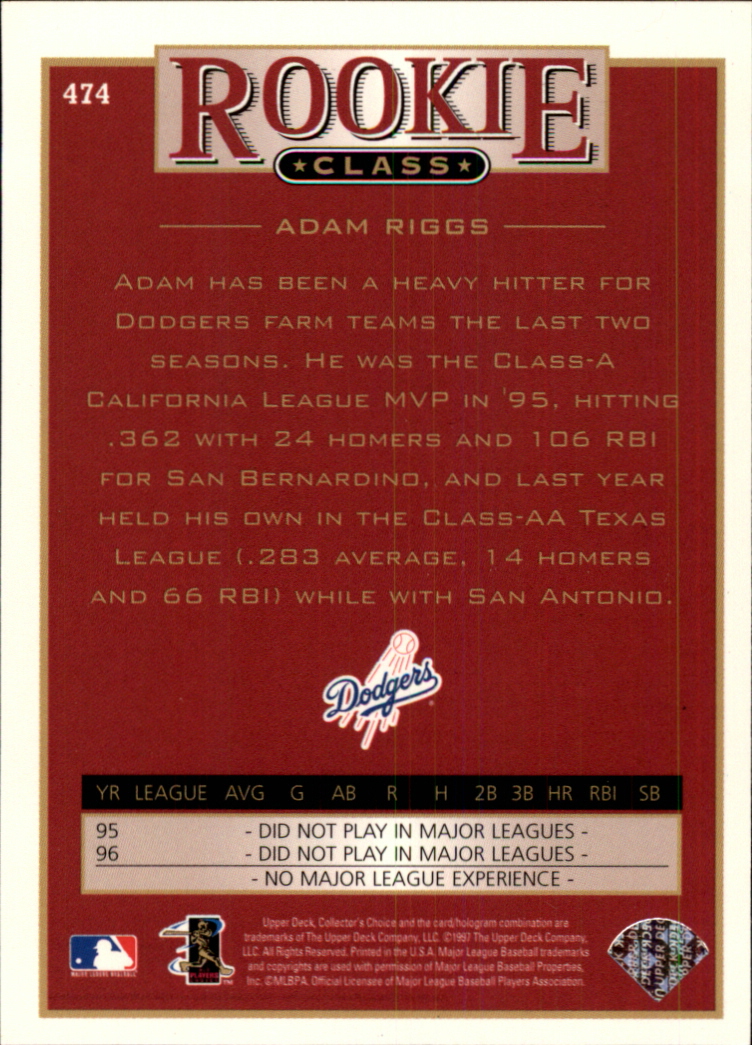 474
ROOKIE
★CLASS★
ADAM RIGGS
ADAM HAS BEEN A HEAVY HITTER FOR
DODGERS FARM TEAMS THE LAST TWO
SEASONS. HE WAS THE CLASS-A
CALIFORNIA LEAGUE MVP IN '95, HITTING
.362 WITH 24 HOMERS AND 106 RBI
FOR SAN BERNARDINO, AND LAST YEAR
HELD HIS OWN IN THE CLASS-AA TEXAS
LEAGUE (.283 AVERAGE, 14 HOMERS
AND 66 RBI) WHILE WITH SAN ANTONIO.
Dodgers
YR LEAGUE AVG G AB R H 2B 3B HR RBI SB
95 - DID NOT PLAY IN MAJOR LEAGUES -
96 - DID NOT PLAY IN MAJOR LEAGUES -
- NO MAJOR LEAGUE EXPERIENCE -
Upper Deck, Collector's Choice and the card/hologram combination are
trademarks of The Upper Deck Company, LLC. ©1997 The Upper Deck Company,
LLC. All Rights Reserved. Printed in the U.S.A. Major League Baseball trademarks
and copyrights are used with permission of Major League Baseball Properties,
Inc. ©MLBPA. Official Licensee of Major League Baseball Players Association.
MAJOR LEAGUE BASEBALL
PLAYERS
UPPER DECK